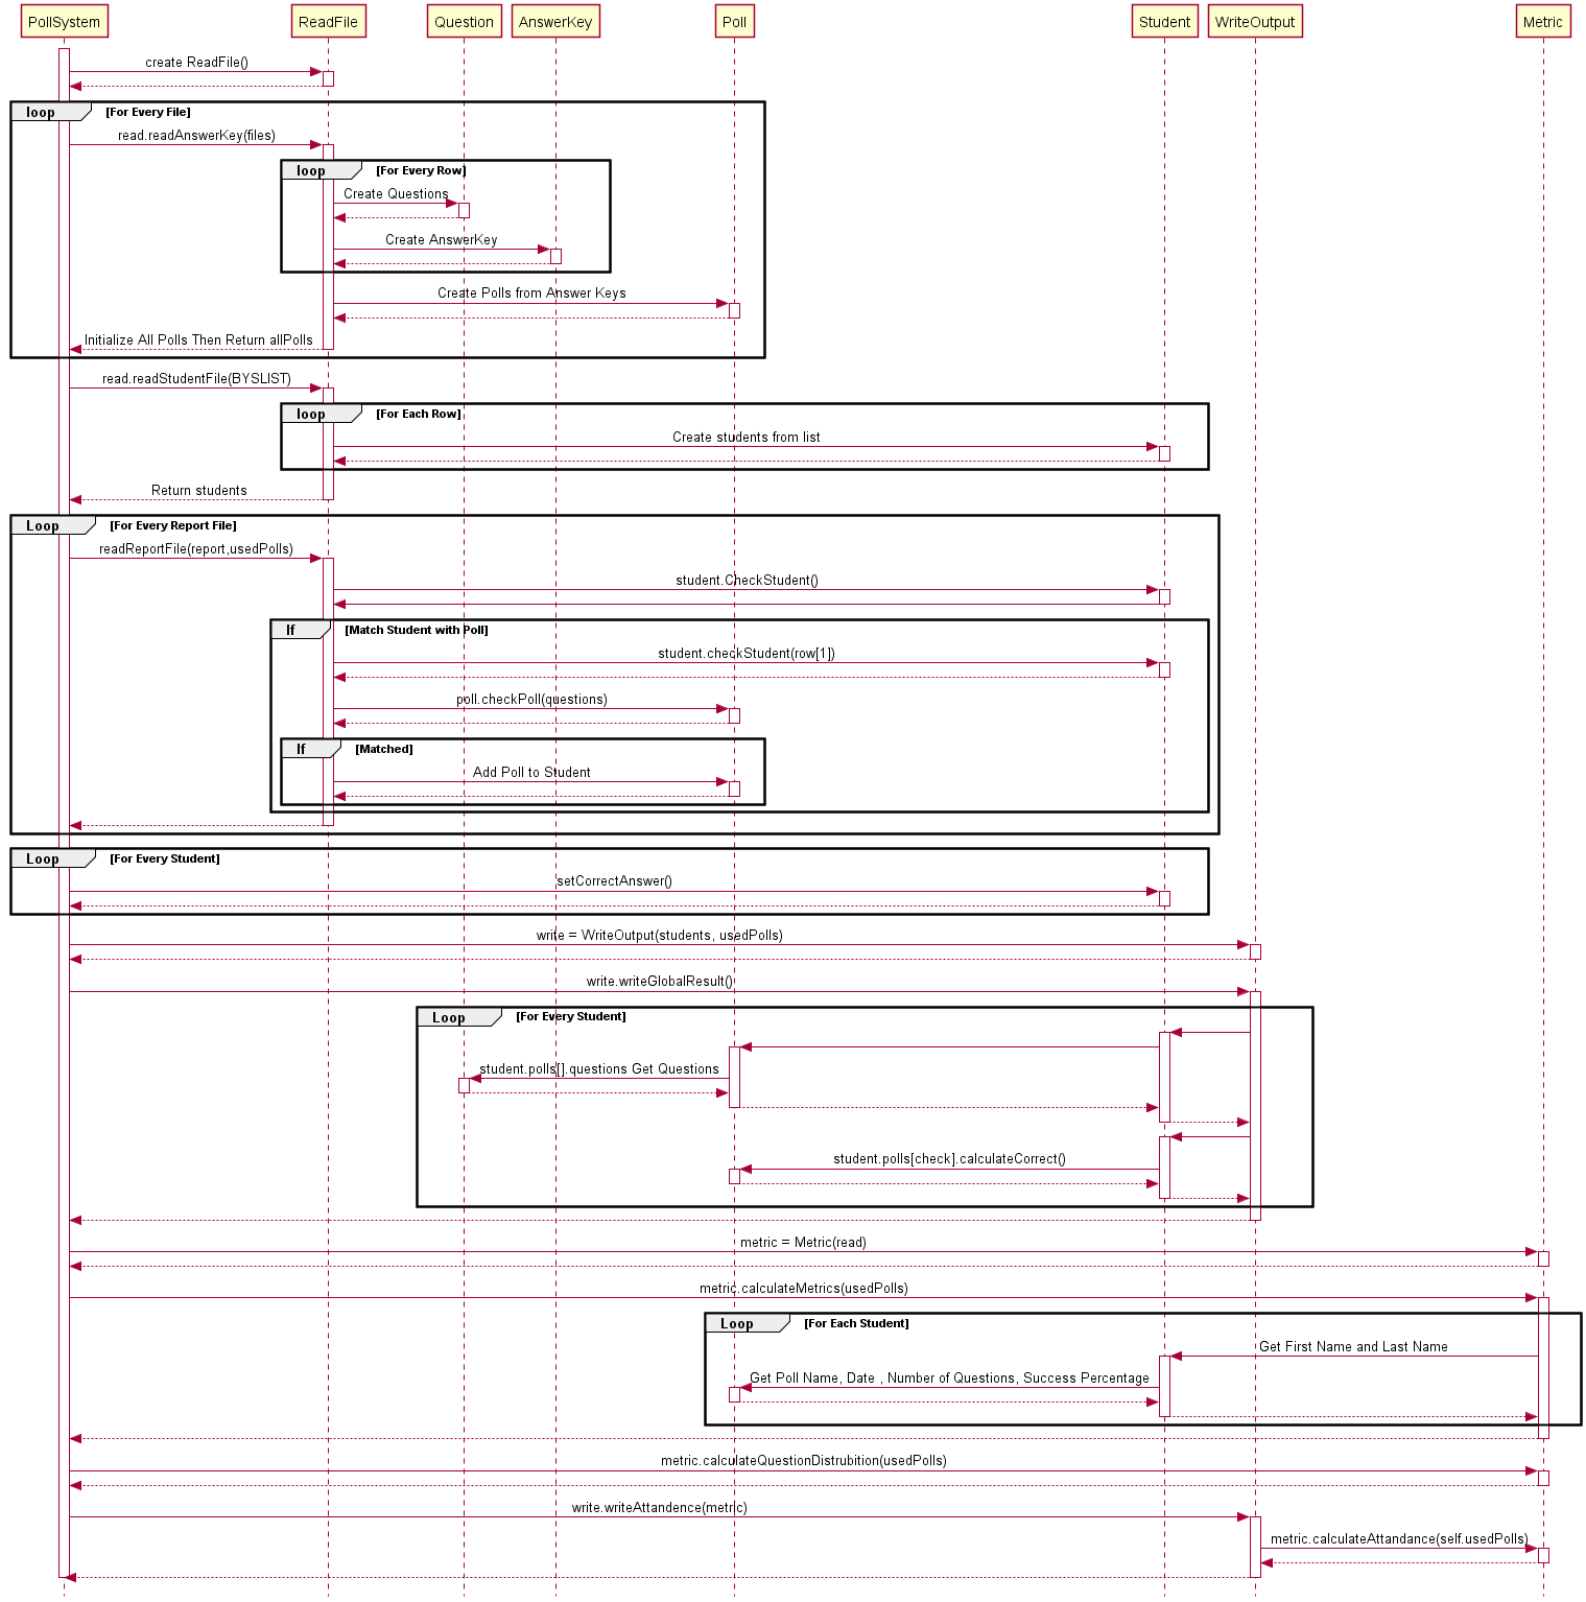 PollSystem ReadFile Question AnswerKey Poll Student WriteOutput Metric
create ReadFile()
loop [For Every File]
read.readAnswerKey(files)
loop [For Every Row]
Create Questions
Create AnswerKey
Create Polls from Answer Keys
Initialize All Polls Then Return allPolls
read.readStudentFile(BYSLIST)
loop [For Each Row]
Create students from list
Return students
Loop [For Every Report File]
readReportFile(report,usedPolls)
student.CheckStudent()
If [Match Student with Poll]
student.checkStudent(row[1])
poll.checkPoll(questions)
If [Matched]
Add Poll to Student
Loop [For Every Student]
setCorrectAnswer()
write = WriteOutput(students, usedPolls)
write.writeGlobalResult()
Loop [For Every Student]
student.polls[].questions Get Questions
student.polls[check].calculateCorrect()
metric = Metric(read)
metric.calculateMetrics(usedPolls)
Loop [For Each Student]
Get First Name and Last Name
Get Poll Name, Date , Number of Questions, Success Percentage
metric.calculateQuestionDistrubition(usedPolls)
write.writeAttandence(metric)
metric.calculateAttandance(self.usedPolls)